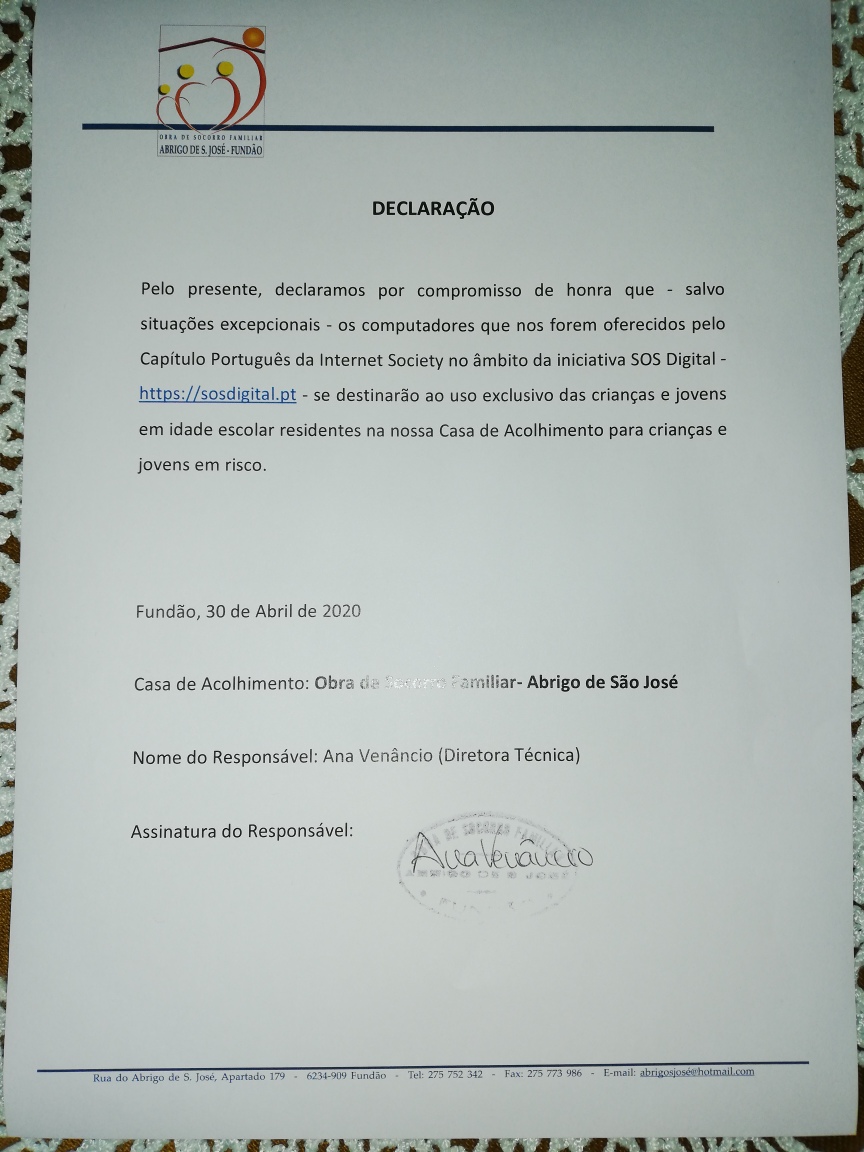 OBRA DE SOCORRO FAMILIAR
ABRIGO DE S. JOSÉ - FUNDÃO
DECLARAÇÃO
Pelo presente, declaramos por compromisso de honra que - salvo
situações excepcionais - os computadores que nos forem oferecidos pelo
Capítulo Português da Internet Society no âmbito da iniciativa SOS Digital -
https://sosdigital.pt - se destinarão ao uso exclusivo das crianças e jovens
em idade escolar residentes na nossa Casa de Acolhimento para crianças e
jovens em risco.
Fundão, 30 de Abril de 2020
Casa de Acolhimento: Obra de Socorro Familiar- Abrigo de São José
Nome do Responsável: Ana Venâncio (Diretora Técnica)
Assinatura do Responsável:
DE SOCORRO FAMILIAR
Ana Venâncio
ABRIGO DE S JOSÉ
Rua do Abrigo de S. José, Apartado 179 - 6234-909 Fundão - Tel: 275 752 342 - Fax: 275 773 986 - E-mail: abrigosjosé@hotmail.com